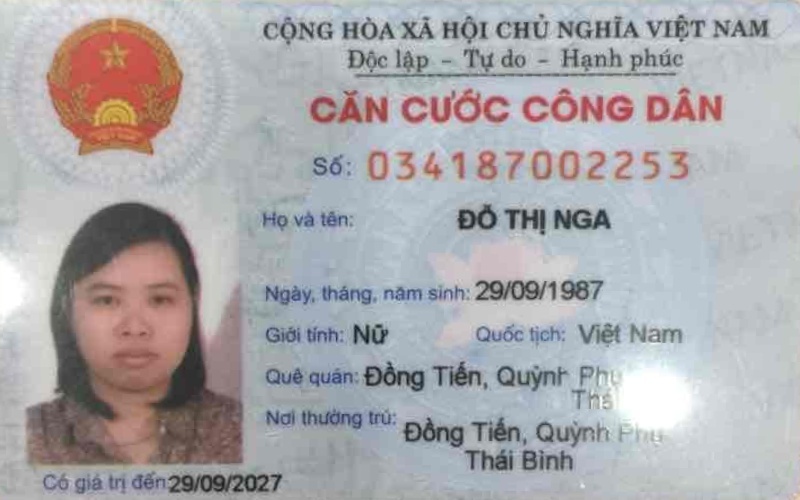 CỘNG HÒA XÃ HỘI CHỦ NGHĨA VIỆT NAM
Độc lập - Tự do - Hạnh phúc
CĂN CƯỚC CÔNG DÂN
Số: 034187002253
Họ và tên: ĐỖ THỊ NGA
Ngày, tháng, năm sinh: 29/09/1987
Giới tính: Nữ Quốc tịch: Việt Nam
Quê quán: Đồng Tiến, Quỳnh Phụ
Thái
Nơi thường trú: Đồng Tiến, Quỳnh Phụ
Thái Bình
Có giá trị đến 29/09/2027